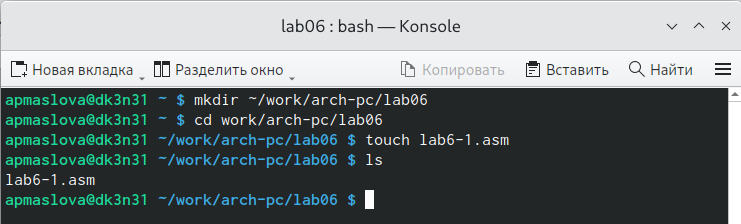 lab06 : bash — Konsole
Новая вкладка Разделить окно Копировать Вставить Найти
apmaslova@dk3n31 ~ $ mkdir ~/work/arch-pc/lab06
apmaslova@dk3n31 ~ $ cd work/arch-pc/lab06
apmaslova@dk3n31 ~/work/arch-pc/lab06 $ touch lab6-1.asm
apmaslova@dk3n31 ~/work/arch-pc/lab06 $ ls
lab6-1.asm
apmaslova@dk3n31 ~/work/arch-pc/lab06 $